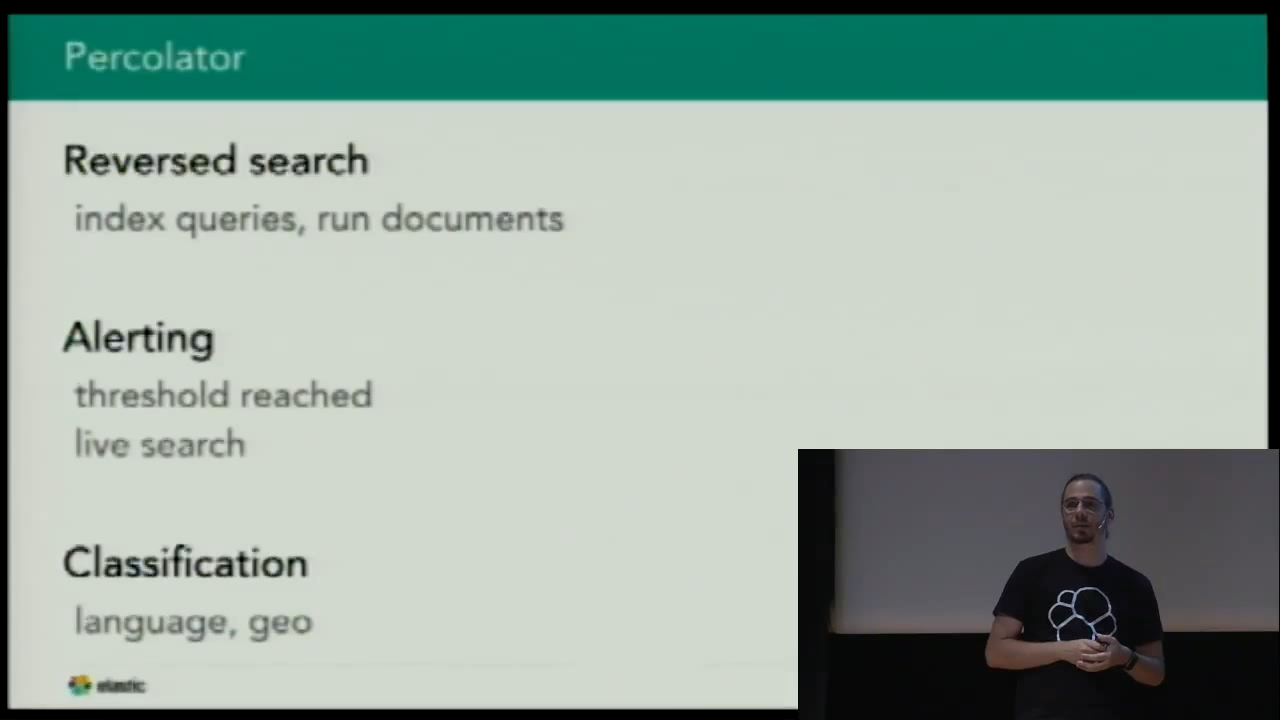 Percolator
Reversed search
index queries, run documents
Alerting
threshold reached
live search
Classification
language, geo
elastic